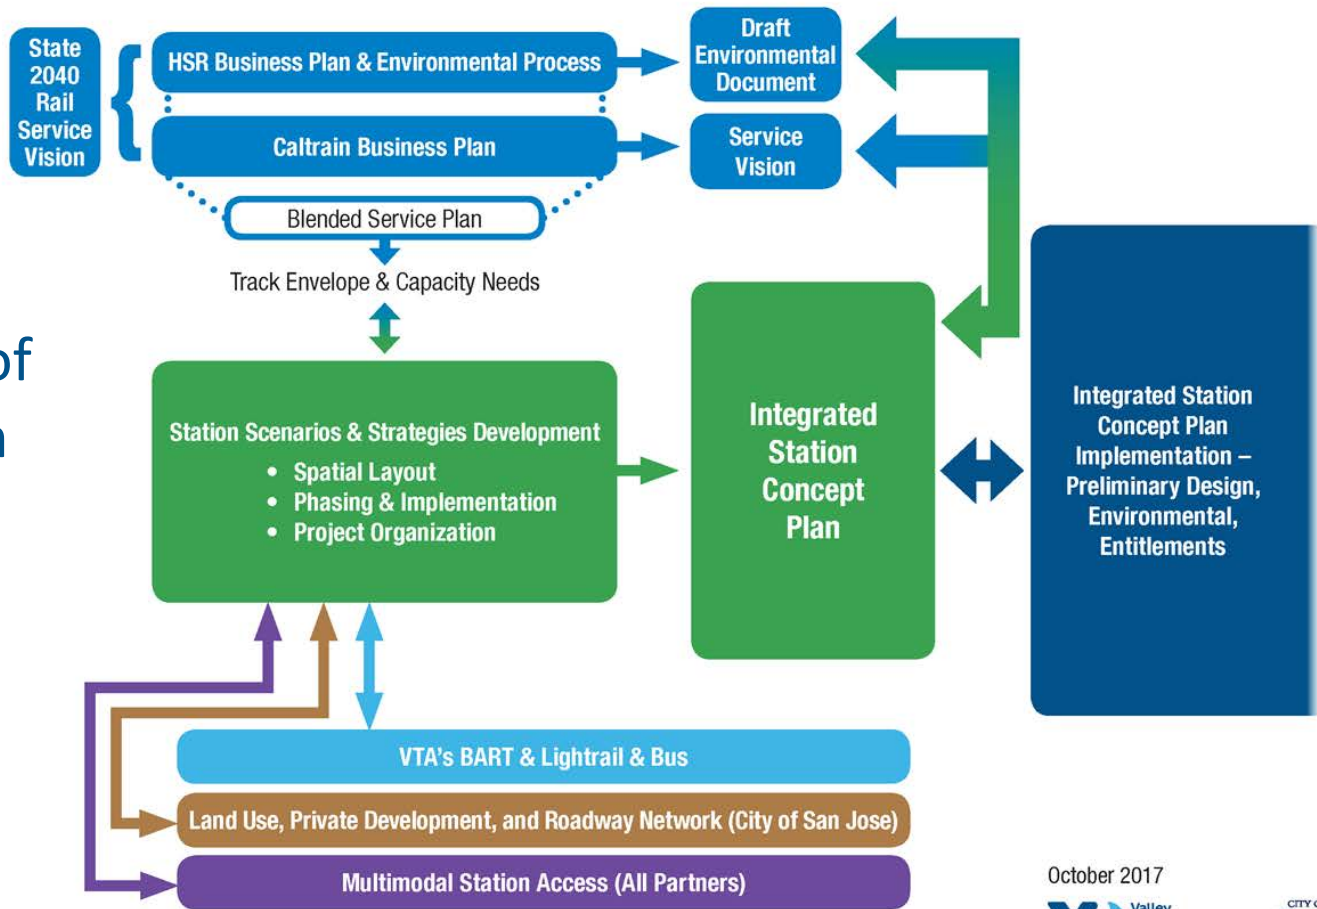 State
2040
Rail
Service
Vision
HSR Business Plan & Environmental Process
Caltrain Business Plan
Blended Service Plan
Track Envelope & Capacity Needs
Draft
Environmental
Document
Service
Vision
of
Station Scenarios & Strategies Development
• Spatial Layout
• Phasing & Implementation
• Project Organization
Integrated
Station
Concept
Plan
Integrated Station
Concept Plan
Implementation –
Preliminary Design,
Environmental,
Entitlements
VTA's BART & Lightrail & Bus
Land Use, Private Development, and Roadway Network (City of San Jose)
Multimodal Station Access (All Partners)
October 2017
Valley
CITY